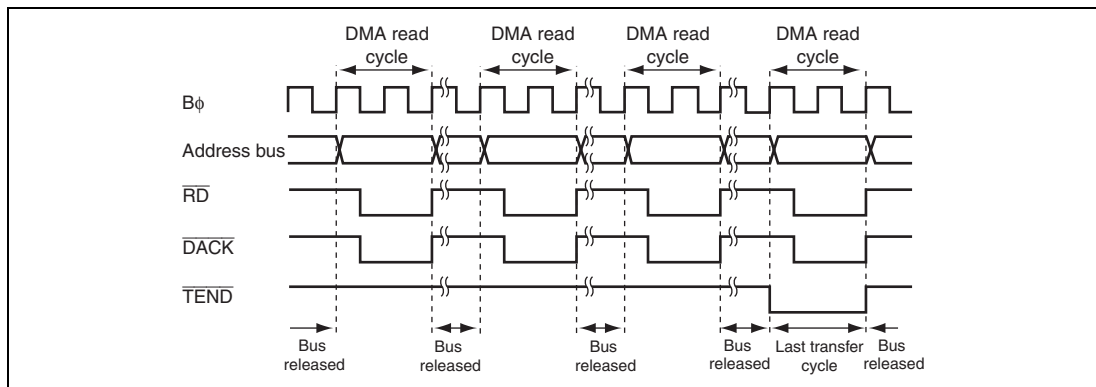 DMA read DMA read DMA read DMA read
cycle cycle cycle cycle
Bϕ
Address bus
RD
DACK
TEND
Bus Bus Bus Bus Last transfer Bus
released released released released cycle released